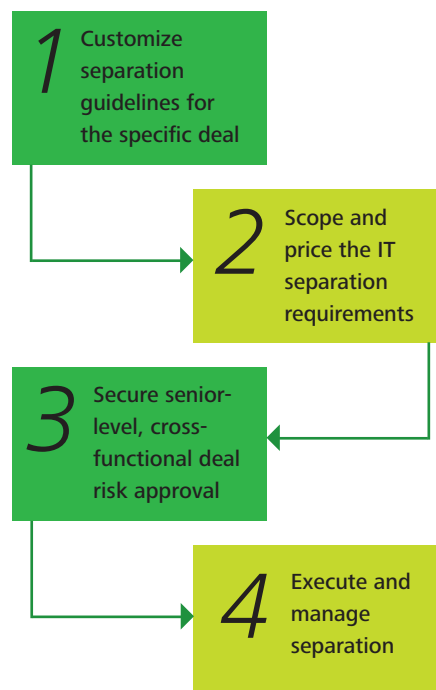 1
Customize
separation
guidelines for
the specific deal
2
Scope and
price the IT
separation
requirements
3
Secure senior-
level, cross-
functional deal
risk approval
4
Execute and
manage
separation